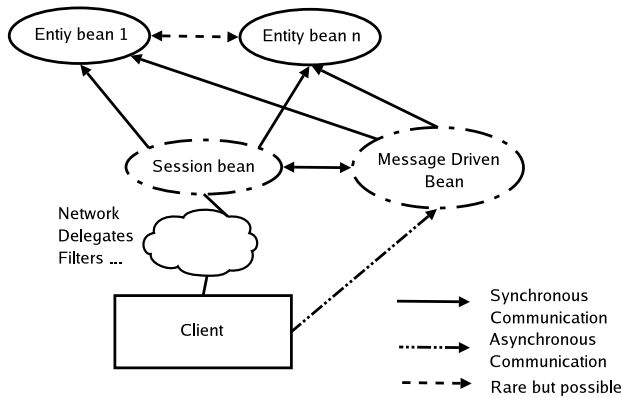 Entiy bean 1
Entity bean n
Session bean
Message Driven
Bean
Network
Delegates
Filters ...
Client
Synchronous
Communication
Asynchronous
Communication
Rare but possible